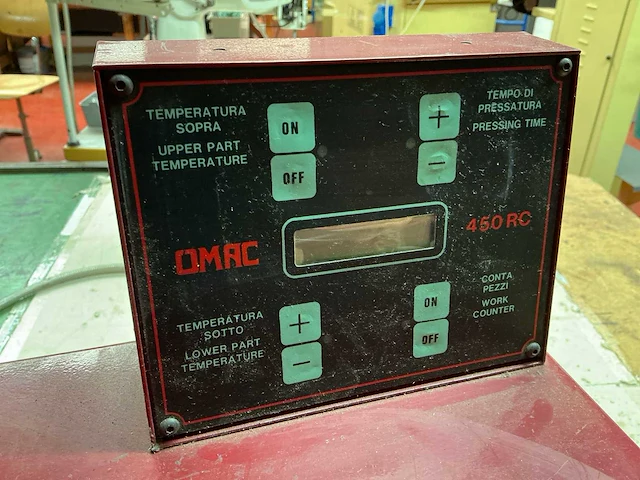 TEMPERATURA
SOPRA
UPPER PART
TEMPERATURE
ON
OFF
+
-
TEMPO DI
PRESSATURA
PRESSING TIME
OMAC
450 RC
TEMPERATURA
SOTTO
LOWER PART
TEMPERATURE
+
-
ON
OFF
CONTA
PEZZI
WORK
COUNTER